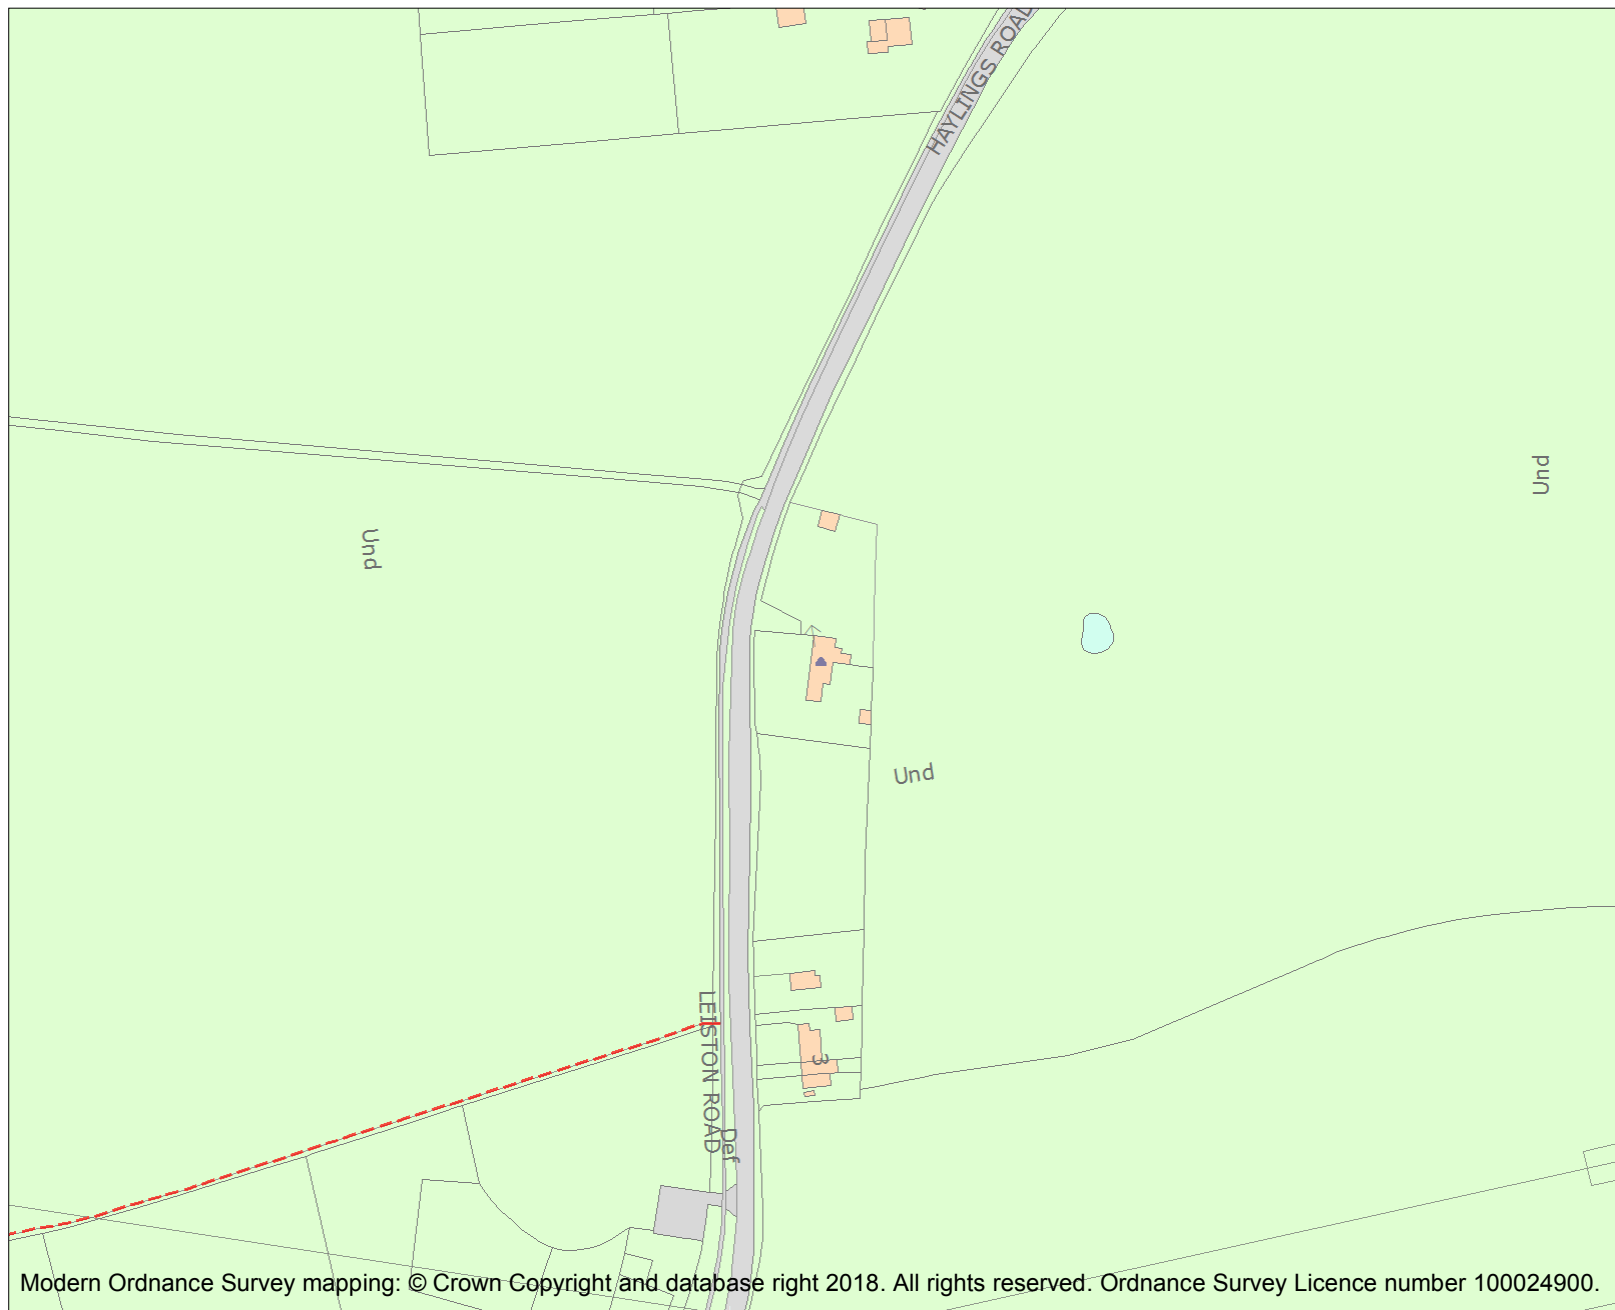 HAYLINGS ROAD
Und
Und
Und
LEISTON ROAD
3
Def
Modern Ordnance Survey mapping: © Crown Copyright and database right 2018. All rights reserved. Ordnance Survey Licence number 100024900.